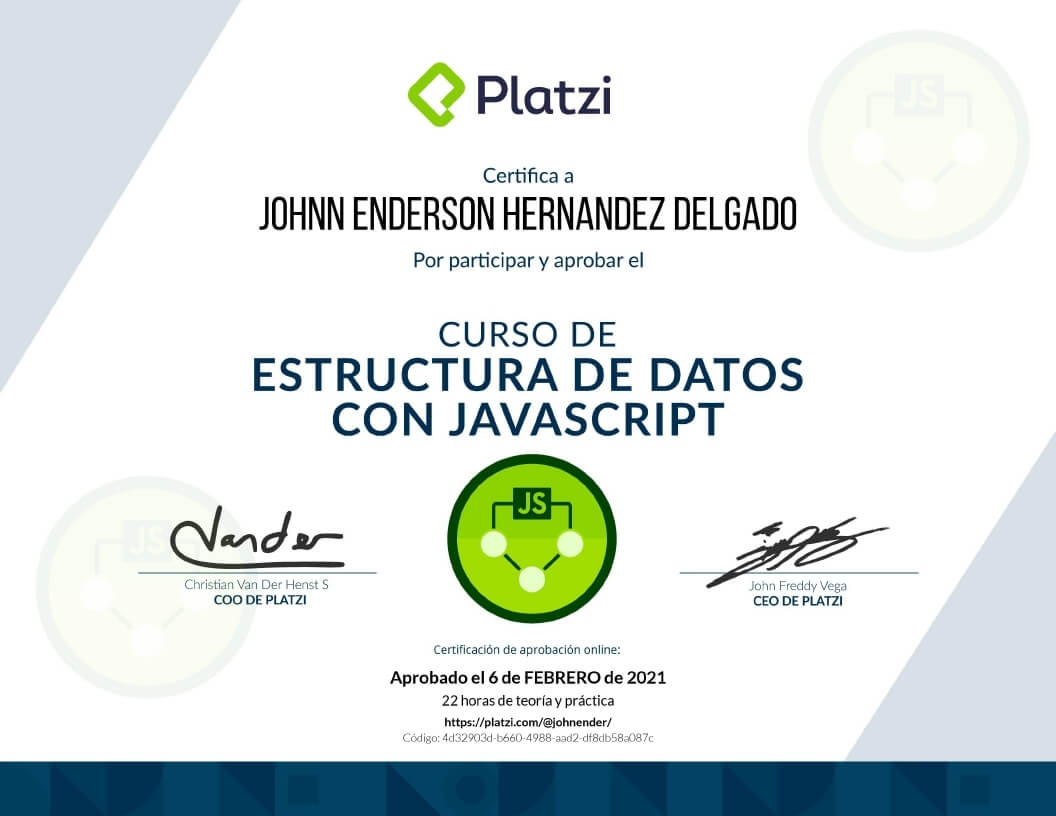 Platzi
JS
Certifica a
JOHNN ENDERSON HERNANDEZ DELGADO
Por participar y aprobar el
CURSO DE
ESTRUCTURA DE DATOS
CON JAVASCRIPT
JS
JS
Vander
Christian Van Der Henst S
COO DE PLATZI
John Freddy Vega
CEO DE PLATZI
Certificación de aprobación online:
Aprobado el 6 de FEBRERO de 2021
22 horas de teoría y práctica
https://platzi.com/@johnender/
Código: 4d32903d-b660-4988-aad2-df8db58a087c